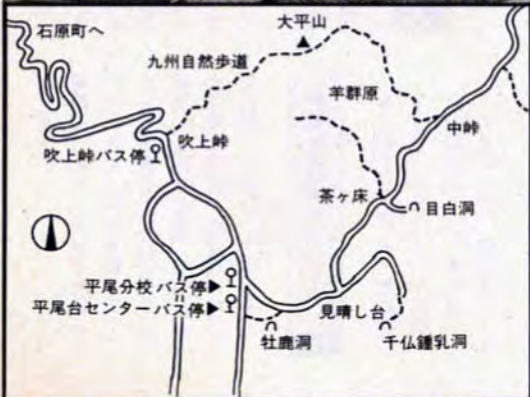 石原町へ
大平山
九州自然歩道
羊群原
中峠
吹上峠
吹上峠バス停
茶ヶ床
目白洞
平尾分校 バス停▶
平尾台センター バス停▶
見晴し台
牡鹿洞
千仏鍾乳洞